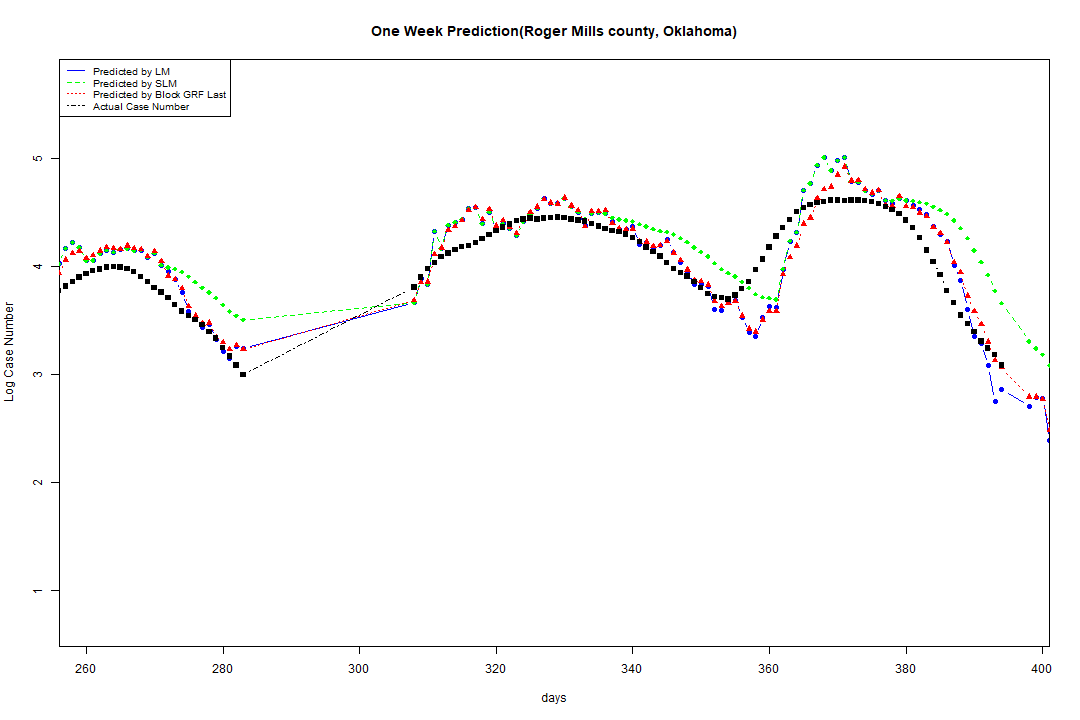 One Week Prediction(Roger Mills county, Oklahoma)
Predicted by LM
Predicted by SLM
Predicted by Block GRF Last
Actual Case Number
5
4
3
2
1
Log Case Number
260 280 300 320 340 360 380 400
days